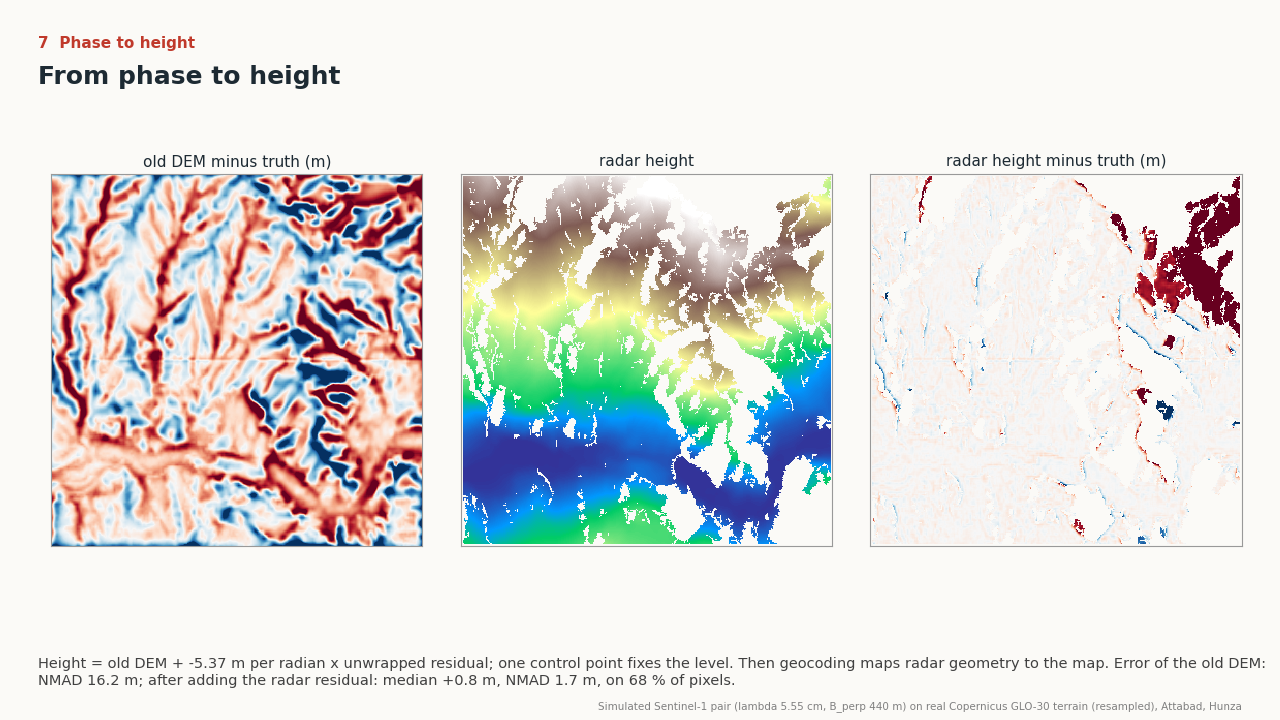 7 Phase to height
From phase to height
old DEM minus truth (m)
radar height
radar height minus truth (m)
Height = old DEM + -5.37 m per radian x unwrapped residual; one control point fixes the level. Then geocoding maps radar geometry to the map. Error of the old DEM:
NMAD 16.2 m; after adding the radar residual: median +0.8 m, NMAD 1.7 m, on 68 % of pixels.
Simulated Sentinel-1 pair (lambda 5.55 cm, B_perp 440 m) on real Copernicus GLO-30 terrain (resampled), Attabad, Hunza